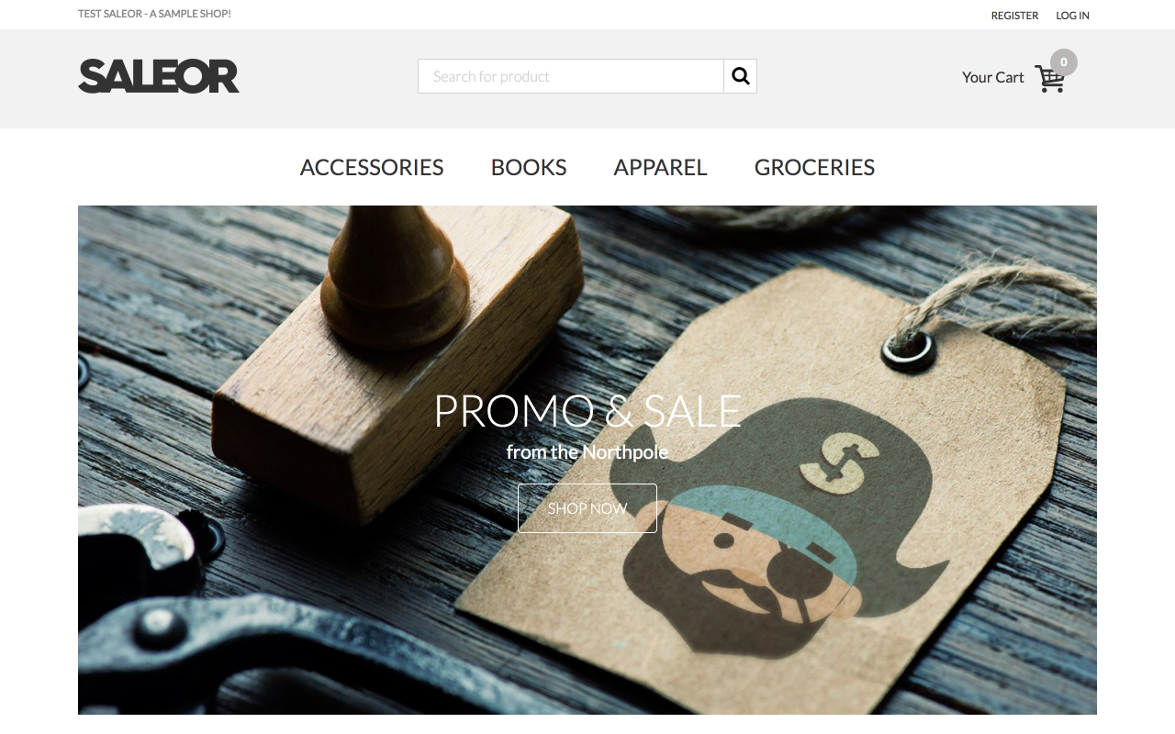 TEST SALEOR - A SAMPLE SHOP!
REGISTER LOG IN
SALEOR
Search for product
Your Cart 0
ACCESSORIES BOOKS APPAREL GROCERIES
PROMO & SALE
from the Northpole
SHOP NOW
S